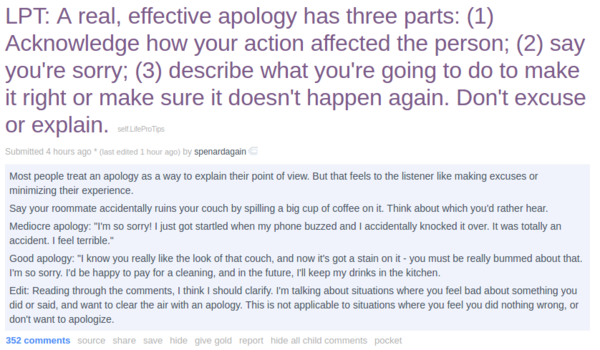 LPT: A real, effective apology has three parts: (1)
Acknowledge how your action affected the person; (2) say
you're sorry; (3) describe what you're going to do to make
it right or make sure it doesn't happen again. Don't excuse
or explain. self.LifeProTips
Submitted 4 hours ago * (last edited 1 hour ago) by spenardagain
Most people treat an apology as a way to explain their point of view. But that feels to the listener like making excuses or
minimizing their experience.
Say your roommate accidentally ruins your couch by spilling a big cup of coffee on it. Think about which you'd rather hear.
Mediocre apology: "I'm so sorry! I just got startled when my phone buzzed and I accidentally knocked it over. It was totally an
accident. I feel terrible."
Good apology: "I know you really like the look of that couch, and now it's got a stain on it - you must be really bummed about that.
I'm so sorry. I'd be happy to pay for a cleaning, and in the future, I'll keep my drinks in the kitchen.
Edit: Reading through the comments, I think I should clarify. I'm talking about situations where you feel bad about something you
did or said, and want to clear the air with an apology. This is not applicable to situations where you feel you did nothing wrong, or
don't want to apologize.
352 comments source share save hide give gold report hide all child comments pocket